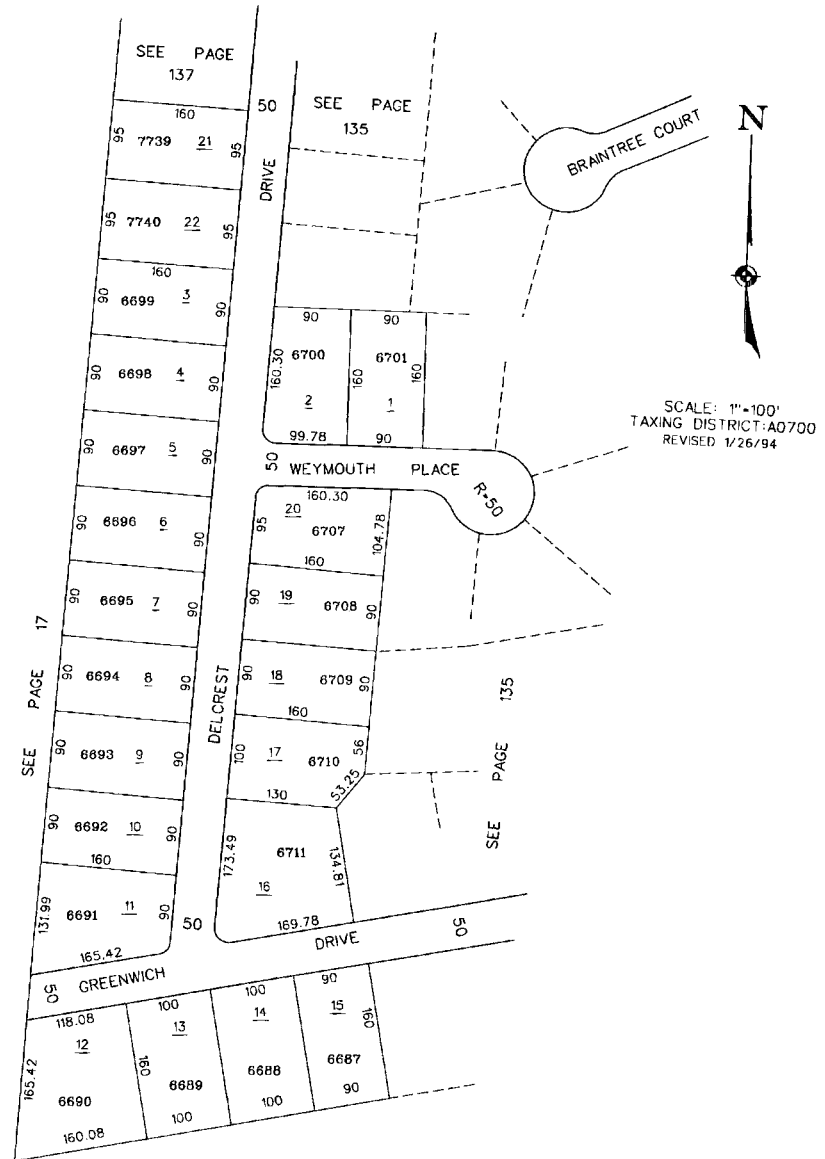 SEE PAGE
137
160
95 7739 21 95
50
DRIVE
SEE PAGE
135
BRAINTREE COURT
N
95 7740 22 95
160
90 6699 3 90
90 6698 4 90
90 6697 5 90
90 6696 6 90
90 6695 7 90
90 6694 8 90
90 6693 9 90
90 6692 10 90
160
131.99 6691 11 90
165.42
SEE PAGE 17
90 90
160.30 6700 160 6701 160
2 1
99.78 90
SCALE: 1"=100'
TAXING DISTRICT:A0700
REVISED 1/26/94
50 WEYMOUTH PLACE
R=50
160.30
95 20 6707 104.78
160
90 19 6708 90
90 18 6709 90
160
DELCREST
100 17 6710 56
130 53.25
SEE PAGE 135
173.49 6711 134.81
16
169.78
50
50 GREENWICH DRIVE 50
118.08 100 100 90
12 13 14 15
165.42 160 160
6690 6689 6688 6687
160.08 100 100 90